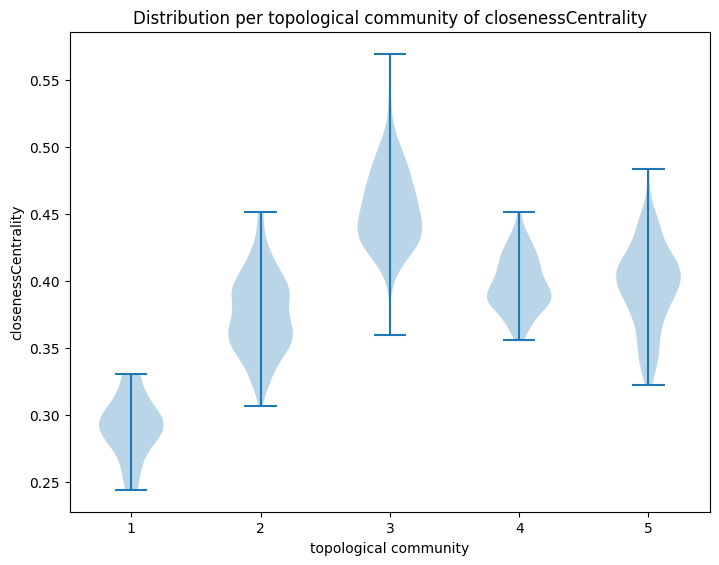 Distribution per topological community of closenessCentrality
closenessCentrality
0.55
0.50
0.45
0.40
0.35
0.30
0.25
1 2 3 4 5
topological community